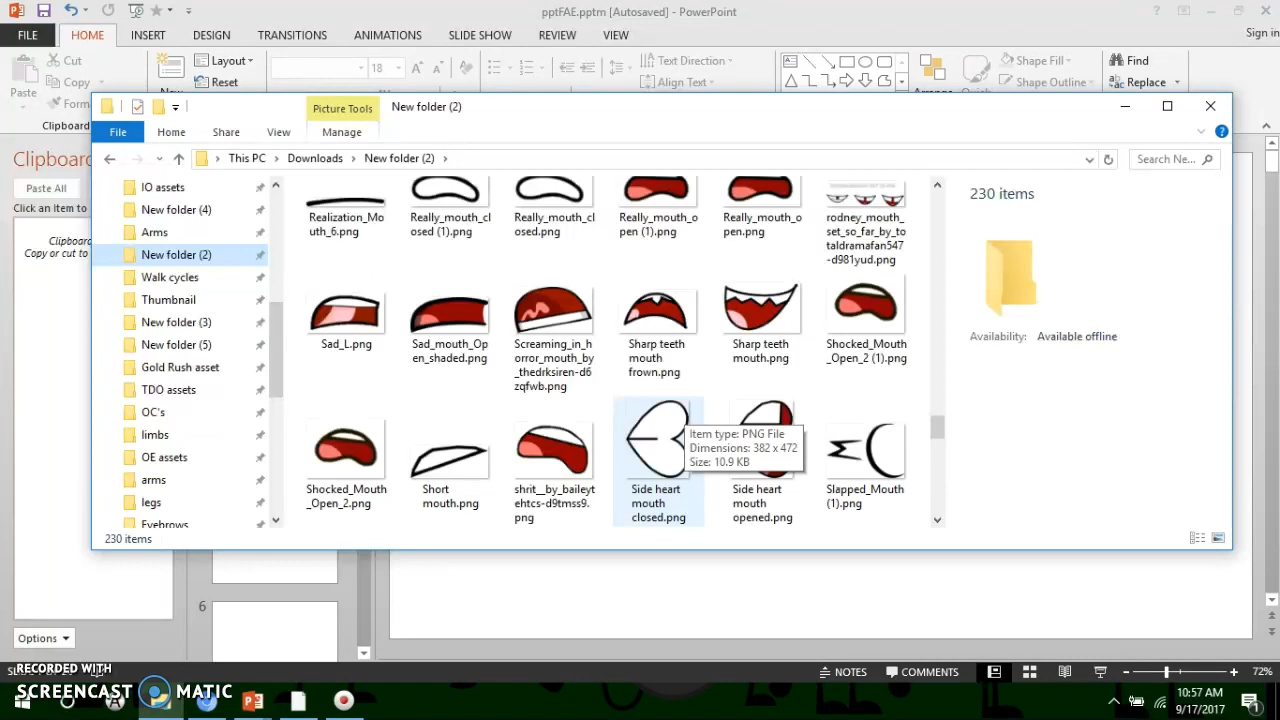 pptFAE.pptm [Autosaved] - PowerPoint
FILE HOME INSERT DESIGN TRANSITIONS ANIMATIONS SLIDE SHOW REVIEW VIEW Sign in
Cut Layout 18 Text Direction Shape Fill Find
Paste Copy Reset Align Text Shape Outline Replace
Picture Tools New folder (2)
Clipboard File Home Share View Manage
This PC Downloads New folder (2) Search Ne...
Paste All
Click an Item to
Copy or cut to
IO assets
New folder (4)
Arms
New folder (2)
Walk cycles
Thumbnail
New folder (3)
New folder (5)
Gold Rush asset
TDO assets
OC's
limbs
OE assets
arms
legs
Eyebrows
Realization_Mo
uth_6.png
Really_mouth_cl
osed (1).png
Really_mouth_cl
osed.png
Really_mouth_o
pen (1).png
Really_mouth_o
pen.png
rodney_mouth_
set_so_far_by_to
taldramafan547
-d981yud.png
Sad_L.png
Sad_mouth_Op
en_shaded.png
Screaming_in_h
orror_mouth_by
_thedrksiren-d6
zqfwb.png
Sharp teeth
mouth
frown.png
Sharp teeth
mouth.png
Shocked_Mouth
_Open_2 (1).png
Shocked_Mouth
_Open_2.png
Short
mouth.png
shrit__by_baileyt
ehtcs-d9tmss9.
png
Side heart
mouth
closed.png
Side heart
mouth
opened.png
Slapped_Mouth
(1).png
Item type: PNG File
Dimensions: 382 x 472
Size: 10.9 KB
230 items
Availability: Available offline
230 items
6
Options
NOTES COMMENTS 72%
RECORDED WITH
SCREENCAST MATIC
10:57 AM
9/17/2017
1